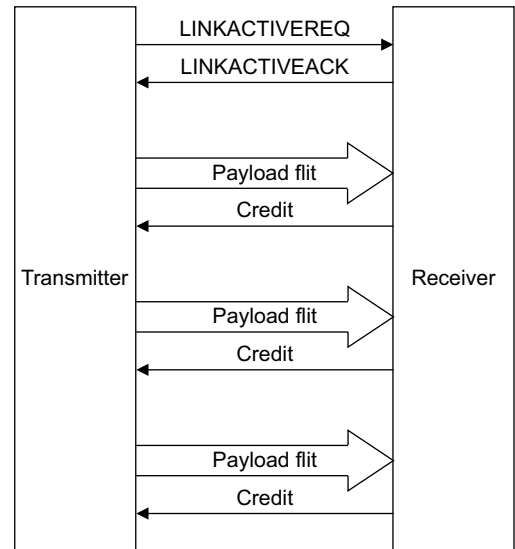 LINKACTIVEREQ
LINKACTIVEACK
Payload flit
Credit
Transmitter
Receiver
Payload flit
Credit
Payload flit
Credit